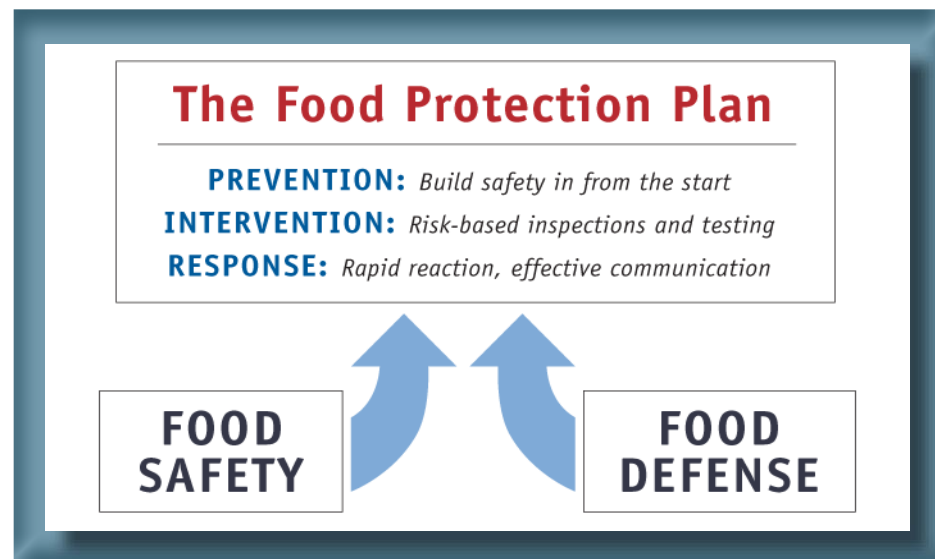 The Food Protection Plan
PREVENTION: Build safety in from the start
INTERVENTION: Risk-based inspections and testing
RESPONSE: Rapid reaction, effective communication
FOOD
SAFETY
FOOD
DEFENSE